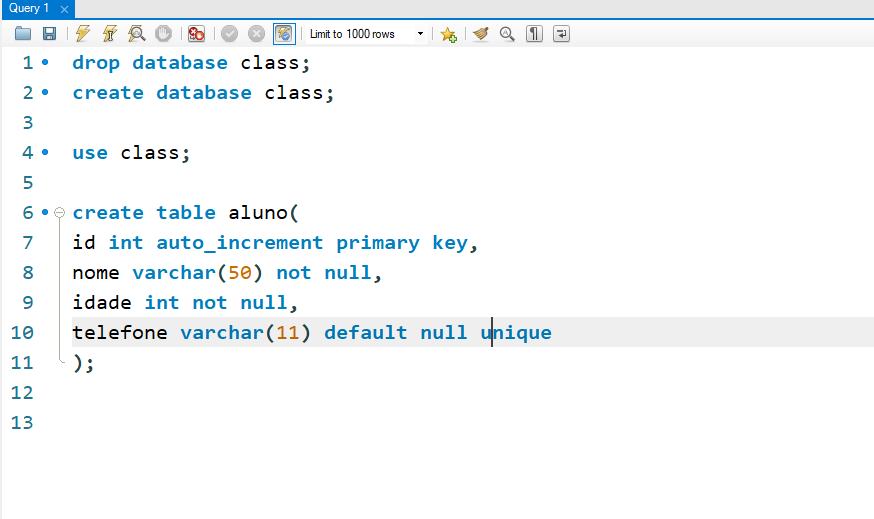 Query 1
Limit to 1000 rows
1 drop database class;
2 create database class;
3
4 use class;
5
6 create table aluno(
7 id int auto_increment primary key,
8 nome varchar(50) not null,
9 idade int not null,
10 telefone varchar(11) default null unique
11 );
12
13